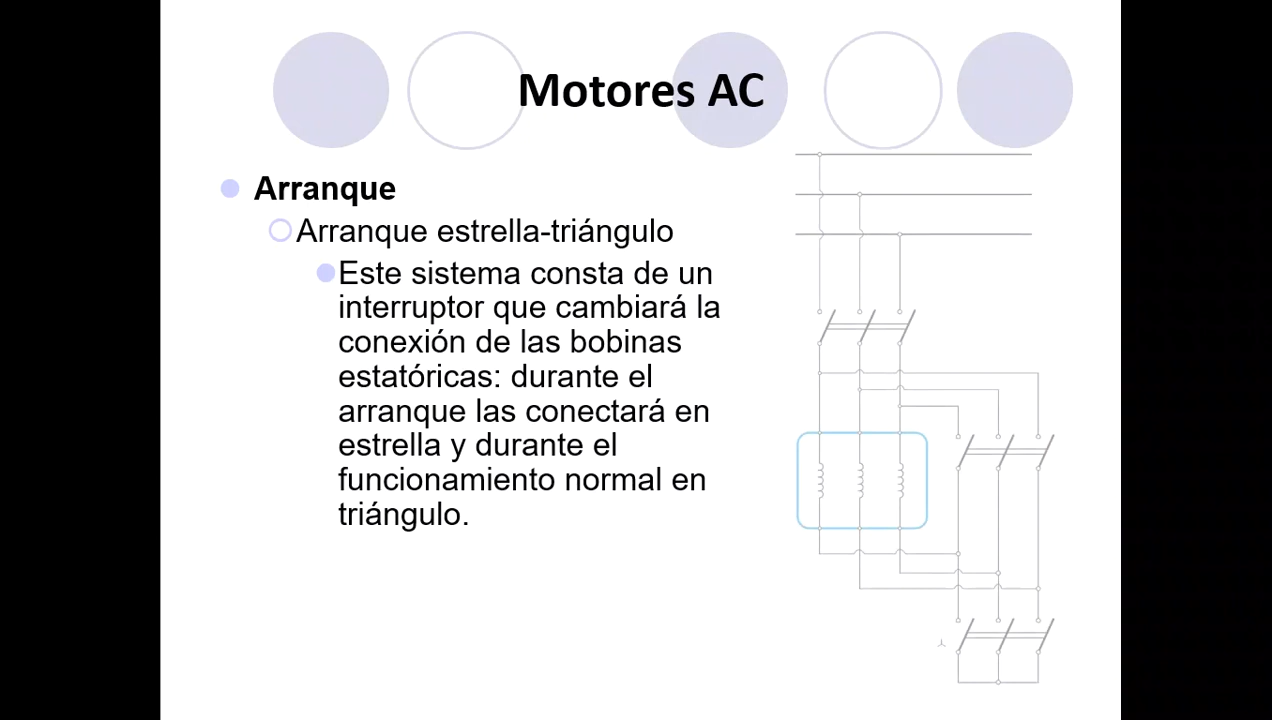 Motores AC
Arranque
Arranque estrella-triángulo
Este sistema consta de un
interruptor que cambiará la
conexión de las bobinas
estatóricas: durante el
arranque las conectará en
estrella y durante el
funcionamiento normal en
triángulo.